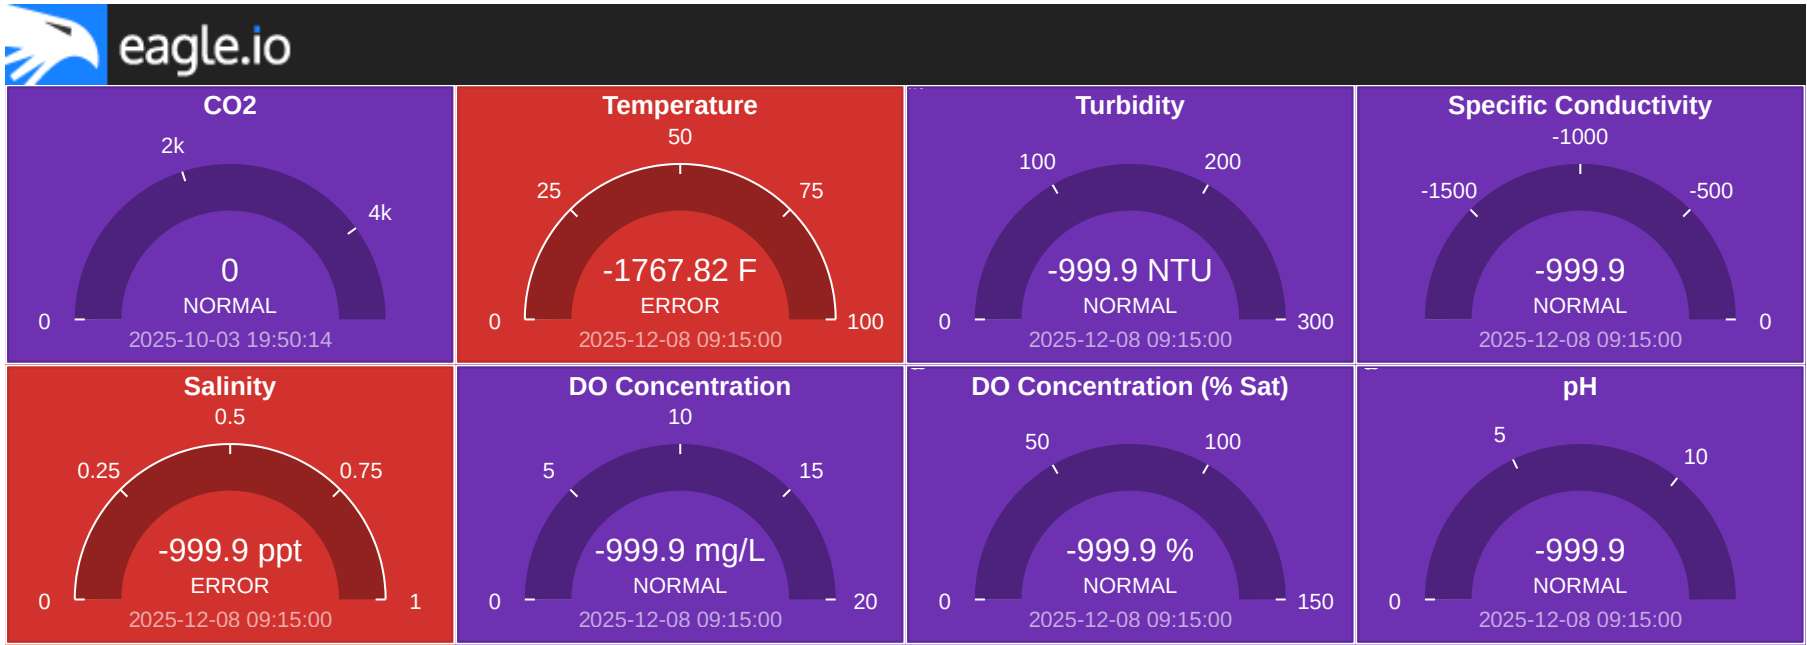 eagle.io
CO2
2k
4k
0
NORMAL
0
2025-10-03 19:50:14
Temperature
50
25
75
-1767.82 F
ERROR
0
100
2025-12-08 09:15:00
Turbidity
100
200
-999.9 NTU
NORMAL
0
300
2025-12-08 09:15:00
Specific Conductivity
-1000
-1500
-500
-999.9
NORMAL
0
2025-12-08 09:15:00
Salinity
0.5
0.25
0.75
-999.9 ppt
ERROR
0
1
2025-12-08 09:15:00
DO Concentration
10
5
15
-999.9 mg/L
NORMAL
0
20
2025-12-08 09:15:00
DO Concentration (% Sat)
50
100
-999.9 %
NORMAL
0
150
2025-12-08 09:15:00
pH
5
10
-999.9
NORMAL
0
2025-12-08 09:15:00